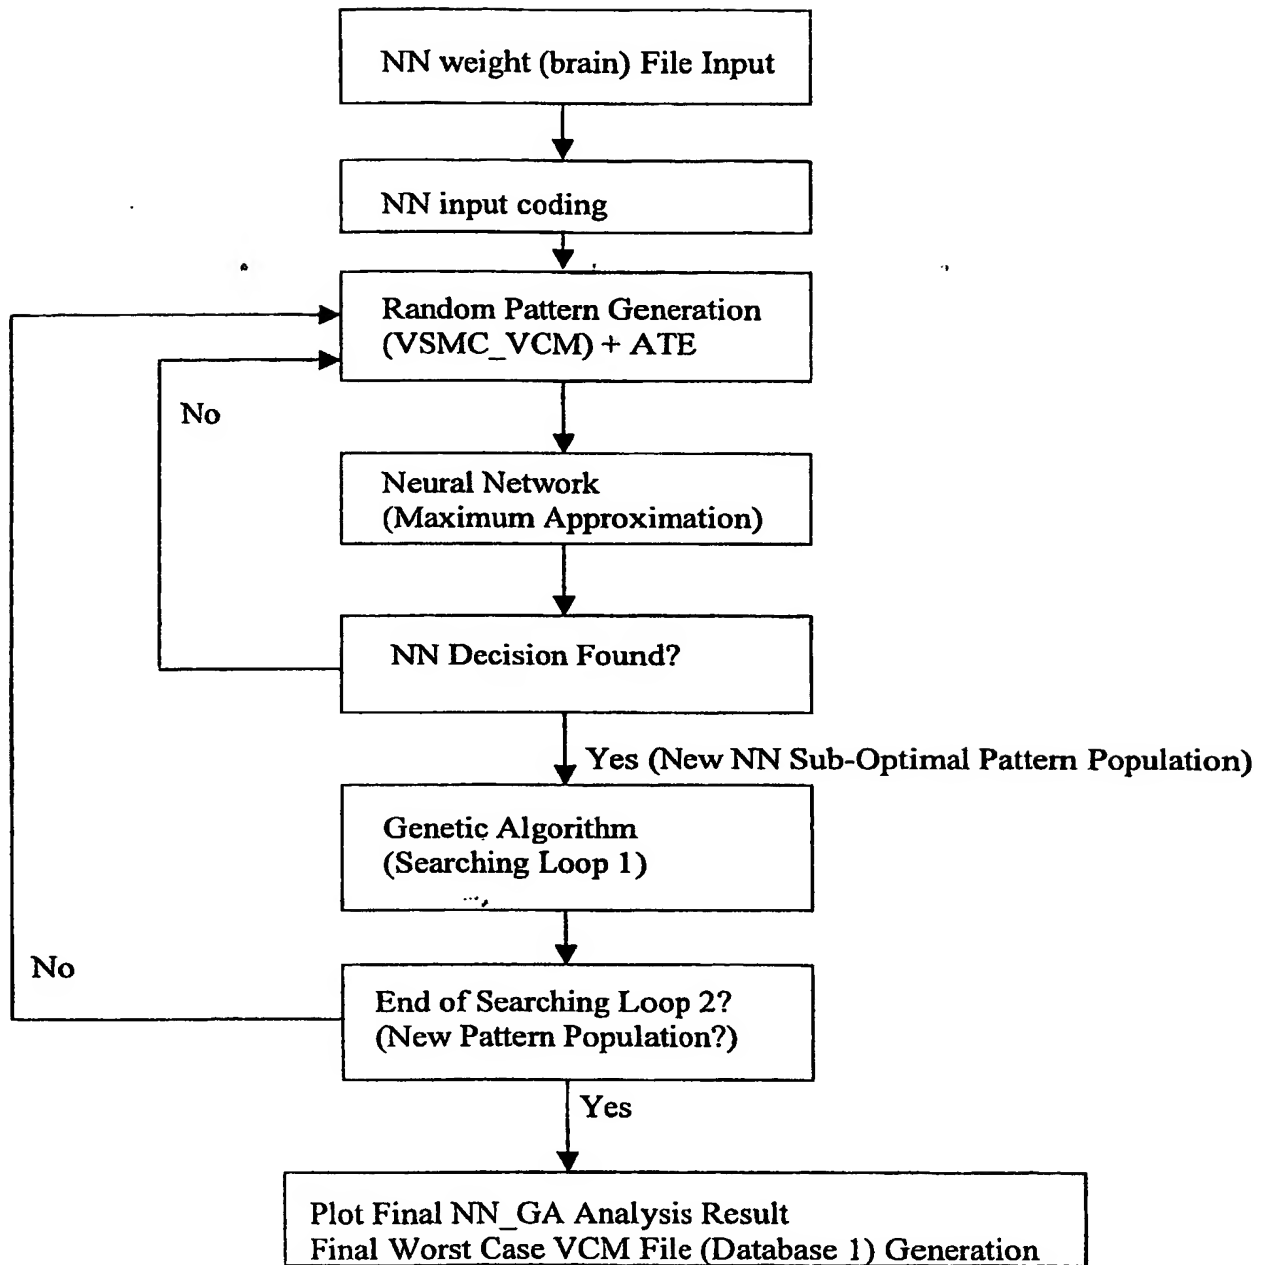 NN weight (brain) File Input
NN input coding
Random Pattern Generation
(VSMC_VCM) + ATE
No
Neural Network
(Maximum Approximation)
NN Decision Found?
Yes (New NN Sub-Optimal Pattern Population)
Genetic Algorithm
(Searching Loop 1)
No
End of Searching Loop 2?
(New Pattern Population?)
Yes
Plot Final NN_GA Analysis Result
Final Worst Case VCM File (Database 1) Generation